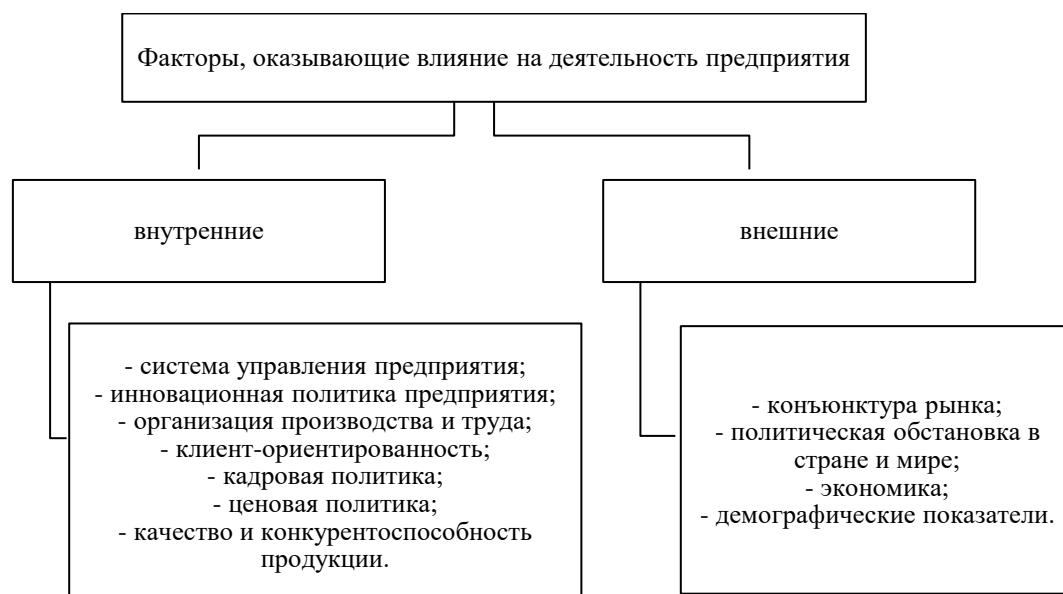 Факторы, оказывающие влияние на деятельность предприятия
внутренние
внешние
- система управления предприятия;
- инновационная политика предприятия;
- организация производства и труда;
- клиент-ориентированность;
- кадровая политика;
- ценовая политика;
- качество и конкурентоспособность
продукции.
- конъюнктура рынка;
- политическая обстановка в
стране и мире;
- экономика;
- демографические показатели.